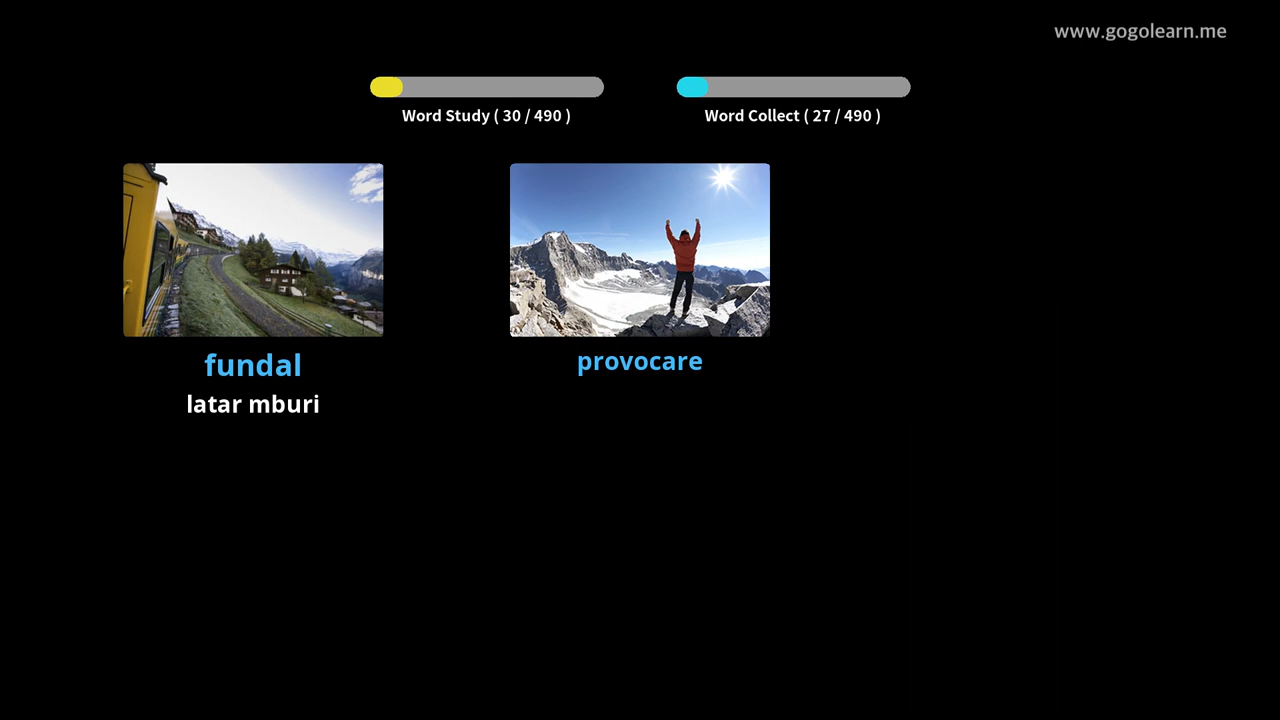 www.gogolearn.me
Word Study ( 30 / 490 )
Word Collect ( 27 / 490 )
fundal
latar mburi
provocare